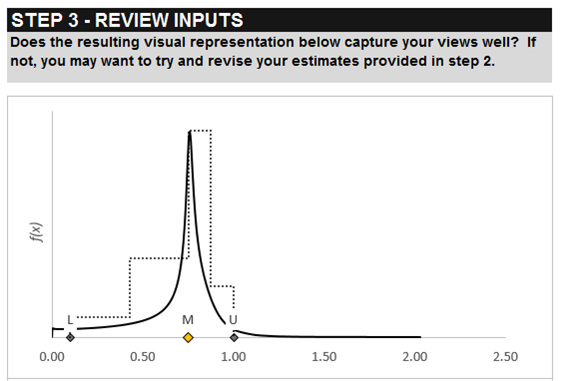 STEP 3 - REVIEW INPUTS
Does the resulting visual representation below capture your views well?  If
not, you may want to try and revise your estimates provided in step 2.
f(x)
L M U
0.00 0.50 1.00 1.50 2.00 2.50